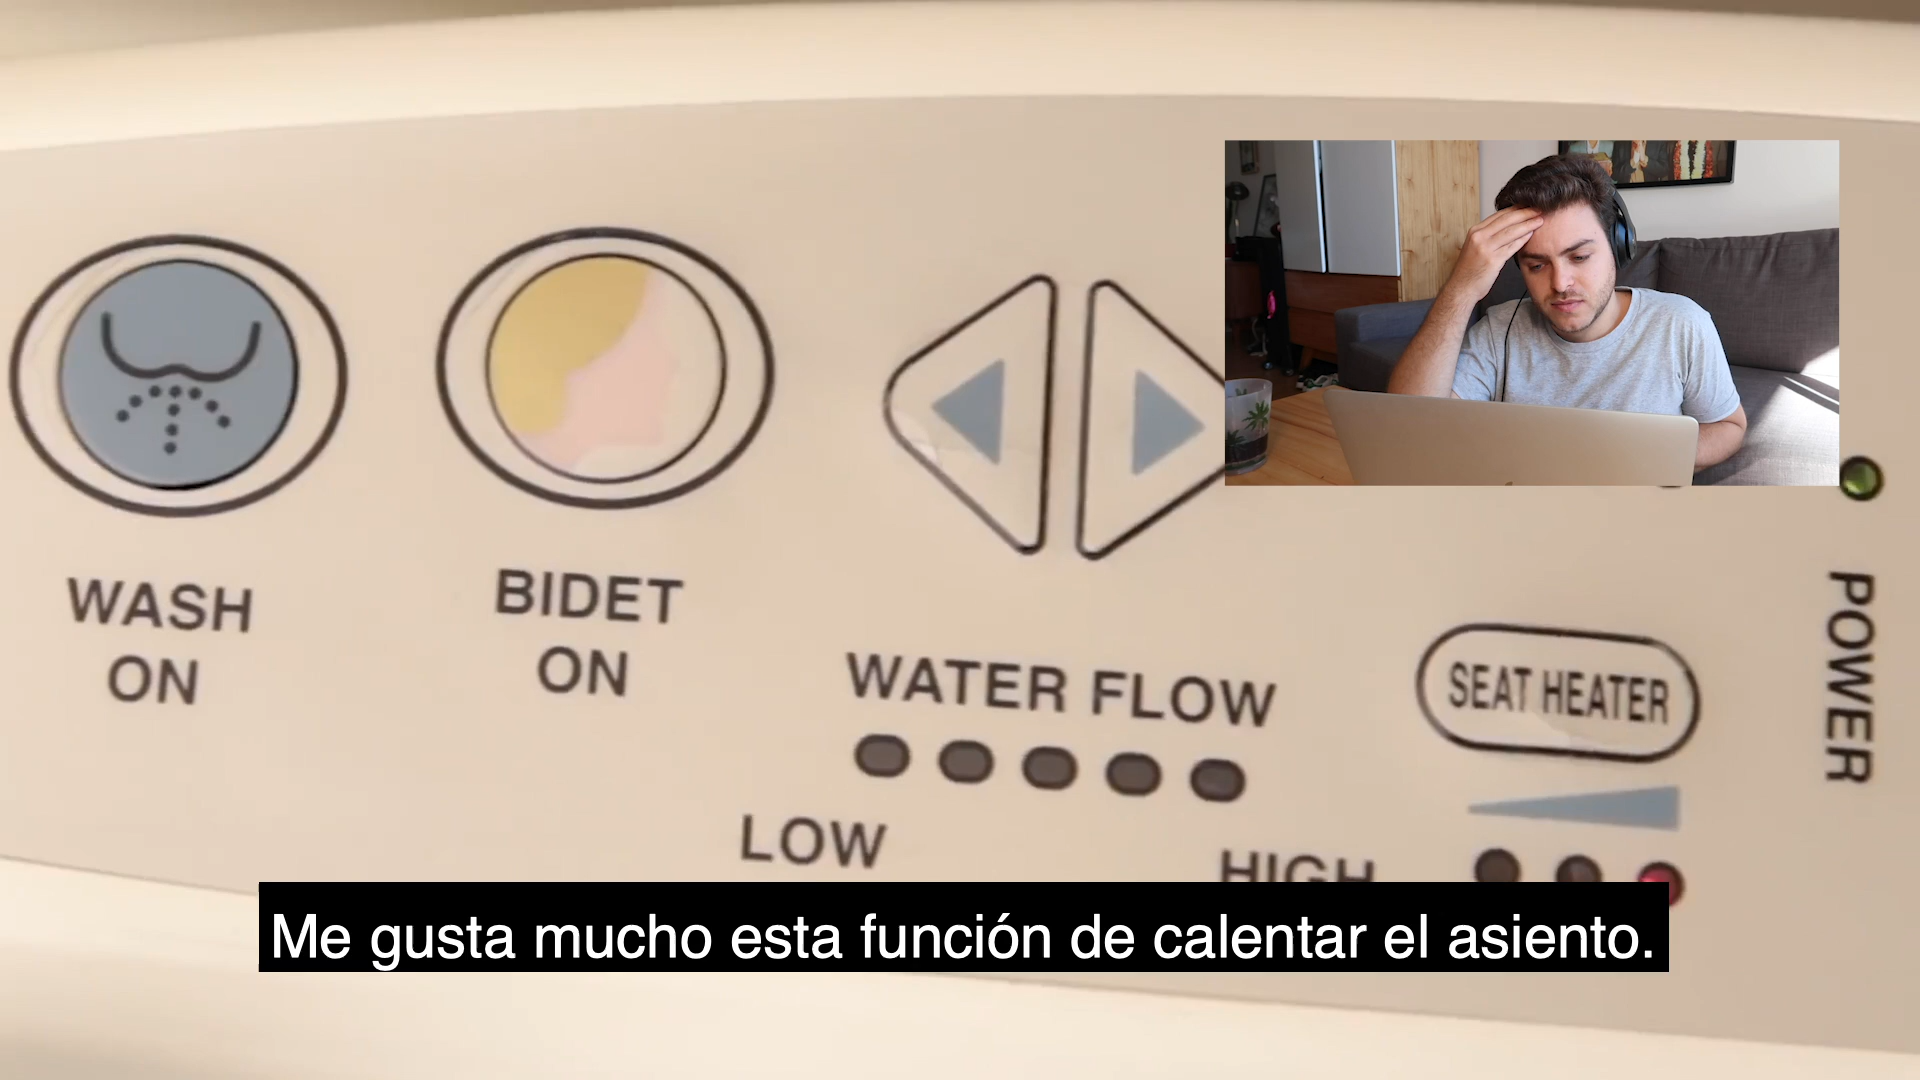 WASH
ON
BIDET
ON
WATER FLOW
LOW
HIGH
SEAT HEATER
POWER
Me gusta mucho esta función de calentar el asiento.